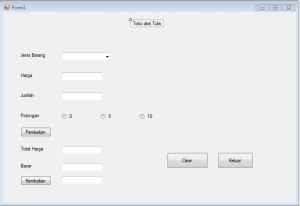 Form1
Toko alat Tulis
Jenis Barang
Harga
Jumlah
Potongan 0 5 10
Pembelian
Total Harga
Bayar
Clear Keluar
Kembalian